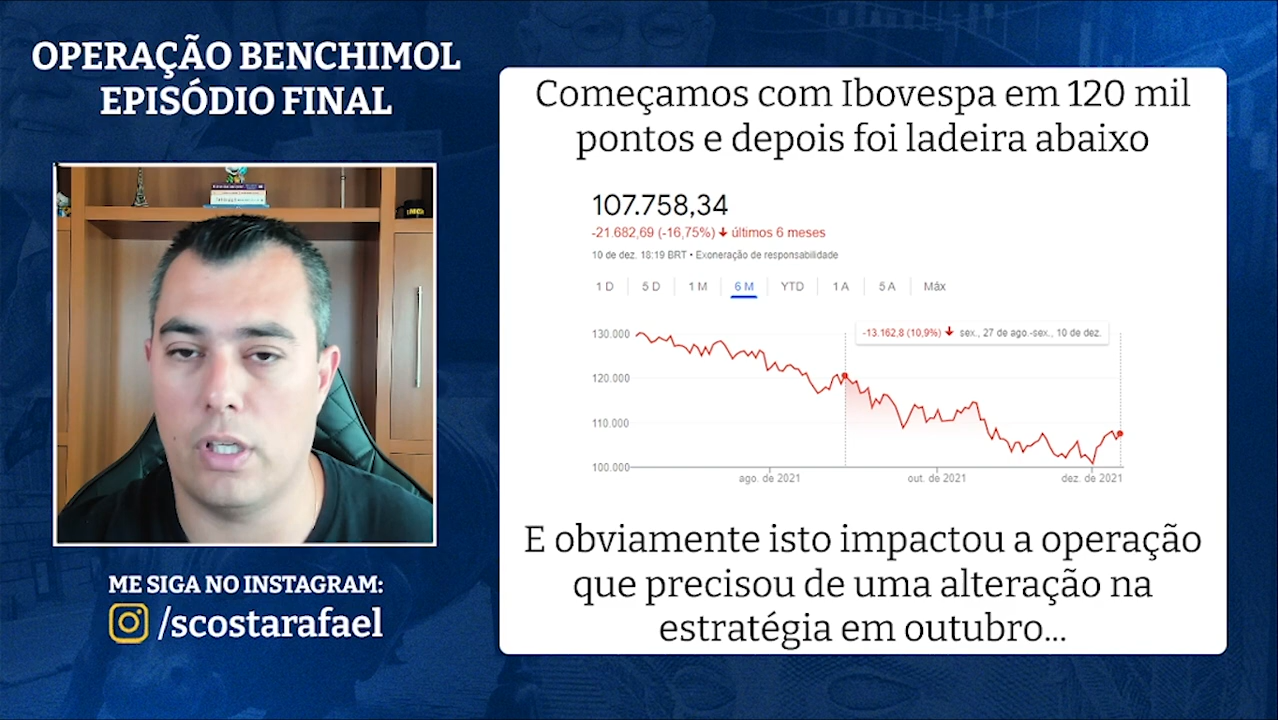 OPERAÇÃO BENCHIMOL
EPISÓDIO FINAL
ME SIGA NO INSTAGRAM:
/scostarafael
Começamos com Ibovespa em 120 mil
pontos e depois foi ladeira abaixo
107.758,34
-21.682,69 (-16,75%) ↓ últimos 6 meses
10 de dez. 18:19 BRT • Exoneração de responsabilidade
1 D 5 D 1 M 6 M YTD 1 A 5 A Máx
-13.162,8 (10,9%) ↓ sex., 27 de ago.-sex., 10 de dez.
130.000
120.000
110.000
100.000
ago. de 2021 out. de 2021 dez. de 2021
E obviamente isto impactou a operação
que precisou de uma alteração na
estratégia em outubro...